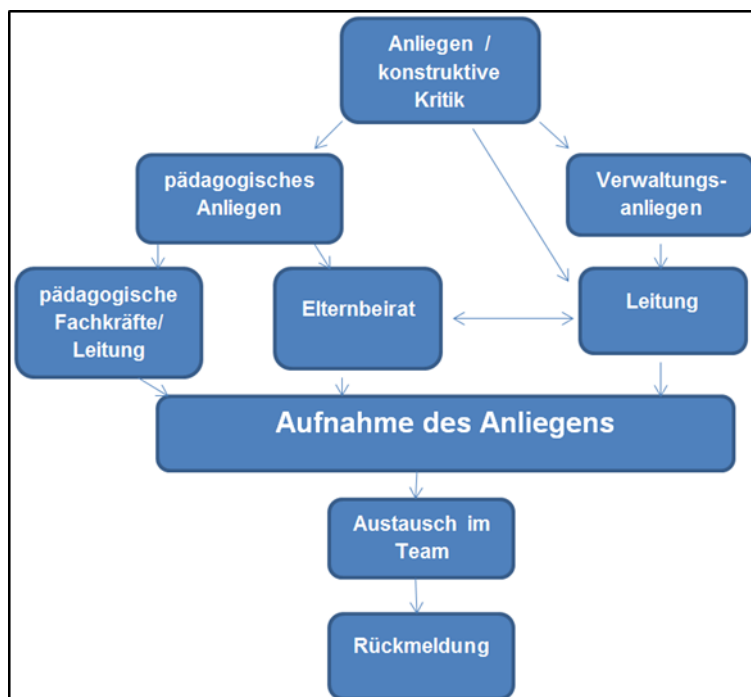 Anliegen /
konstruktive
Kritik
pädagogisches
Anliegen
Verwaltungs-
anliegen
pädagogische
Fachkräfte/
Leitung
Elternbeirat
Leitung
Aufnahme des Anliegens
Austausch im
Team
Rückmeldung